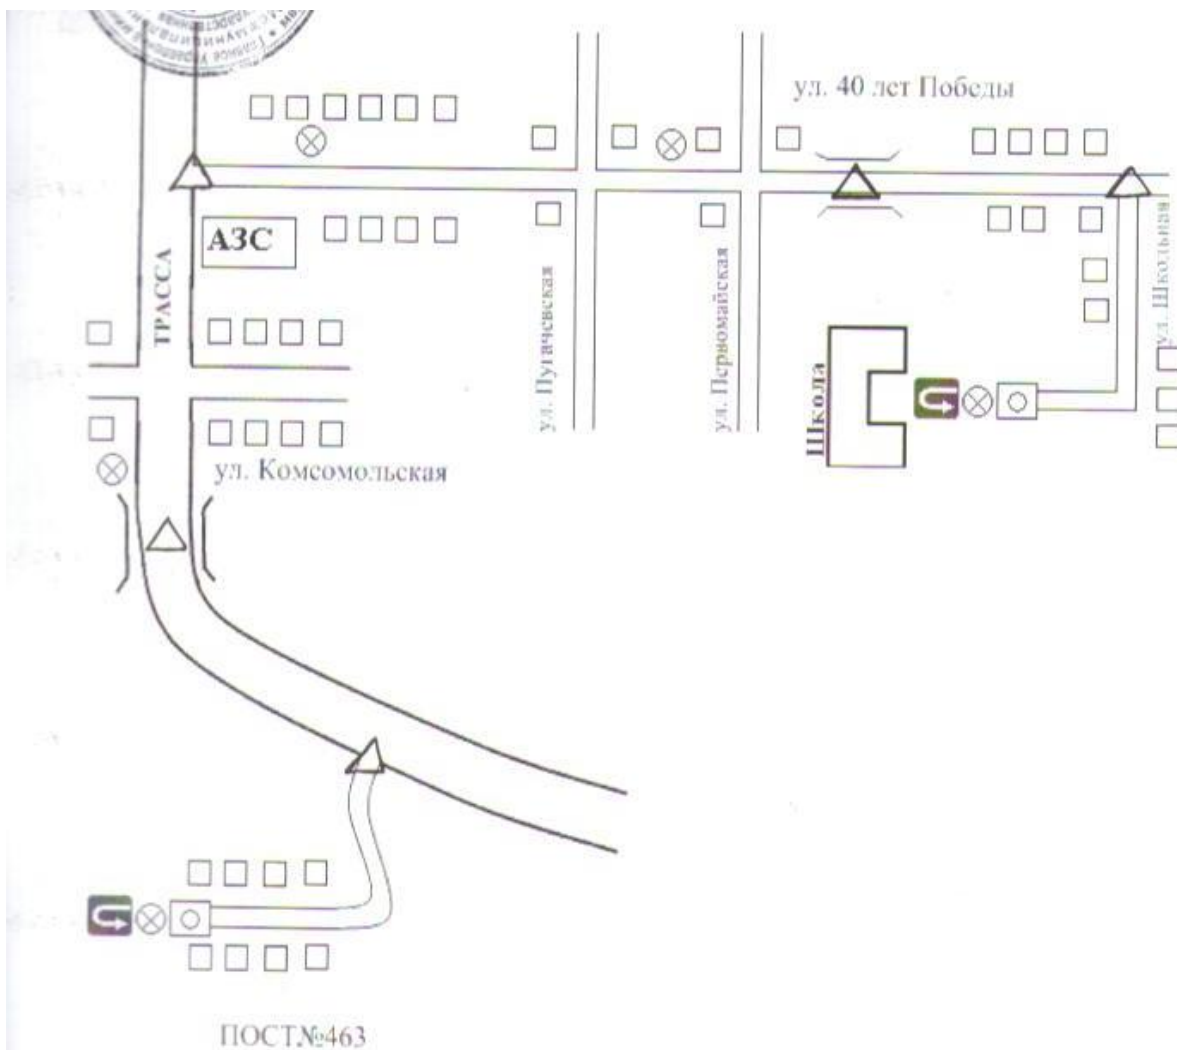 ул. 40 лет Победы
АЗС
ТРАССА
ул. Пугачевская
ул. Первомайская
ул. Школьная
Школа
ул. Комсомольская
ПОСТ№463